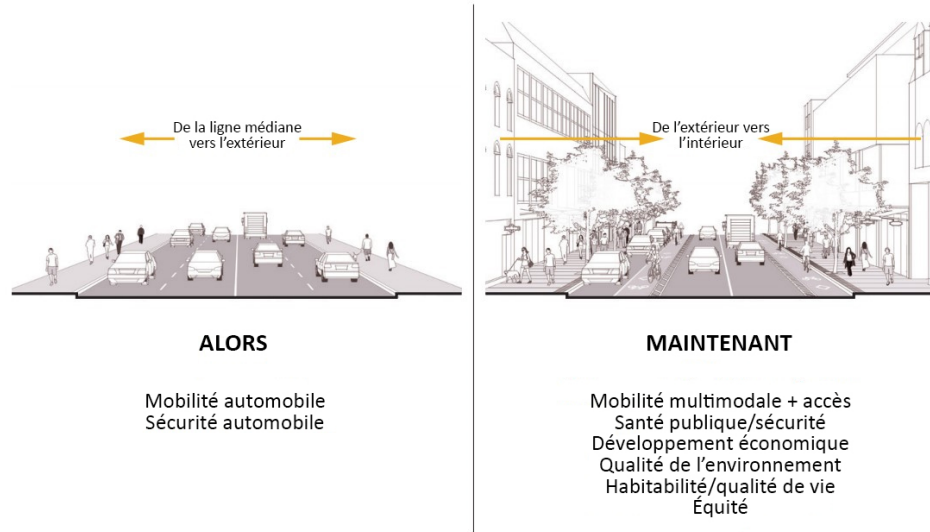 De la ligne médiane
vers l’extérieur
ALORS
Mobilité automobile
Sécurité automobile
De l’extérieur vers
l’intérieur
MAINTENANT
Mobilité multimodale + accès
Santé publique/sécurité
Développement économique
Qualité de l’environnement
Habitabilité/qualité de vie
Équité